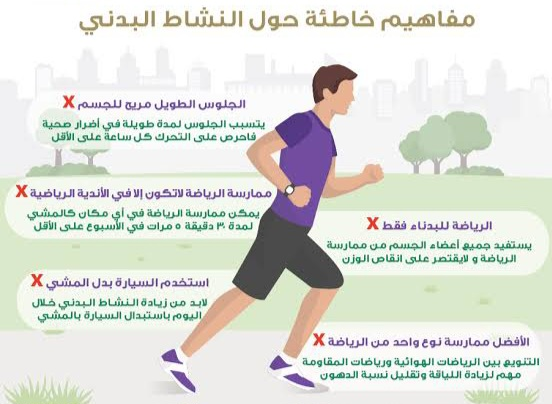 مفاهيم خاطئة حول النشاط البدني
الجلوس الطويل مريح للجسم X
يتسبب الجلوس لمدة طويلة في أضرار صحية
فاحرص على التحرك كل ساعة على الأقل
ممارسة الرياضة لاتكون إلا في الأندية الرياضية X
يمكن ممارسة الرياضة في أي مكان كالمشي
لمدة ٣٠ دقيقة ٥ مرات في الأسبوع على الأقل
الرياضة للبدناء فقط X
يستفيد جميع أعضاء الجسم من ممارسة
الرياضة و لايقتصر على انقاص الوزن
استخدم السيارة بدل المشي X
لابد من زيادة النشاط البدني خلال
اليوم باستبدال السيارة بالمشي
الأفضل ممارسة نوع واحد من الرياضة X
التنويع بين الرياضات الهوائية ورياضات المقاومة
مهم لزيادة اللياقة وتقليل نسبة الدهون